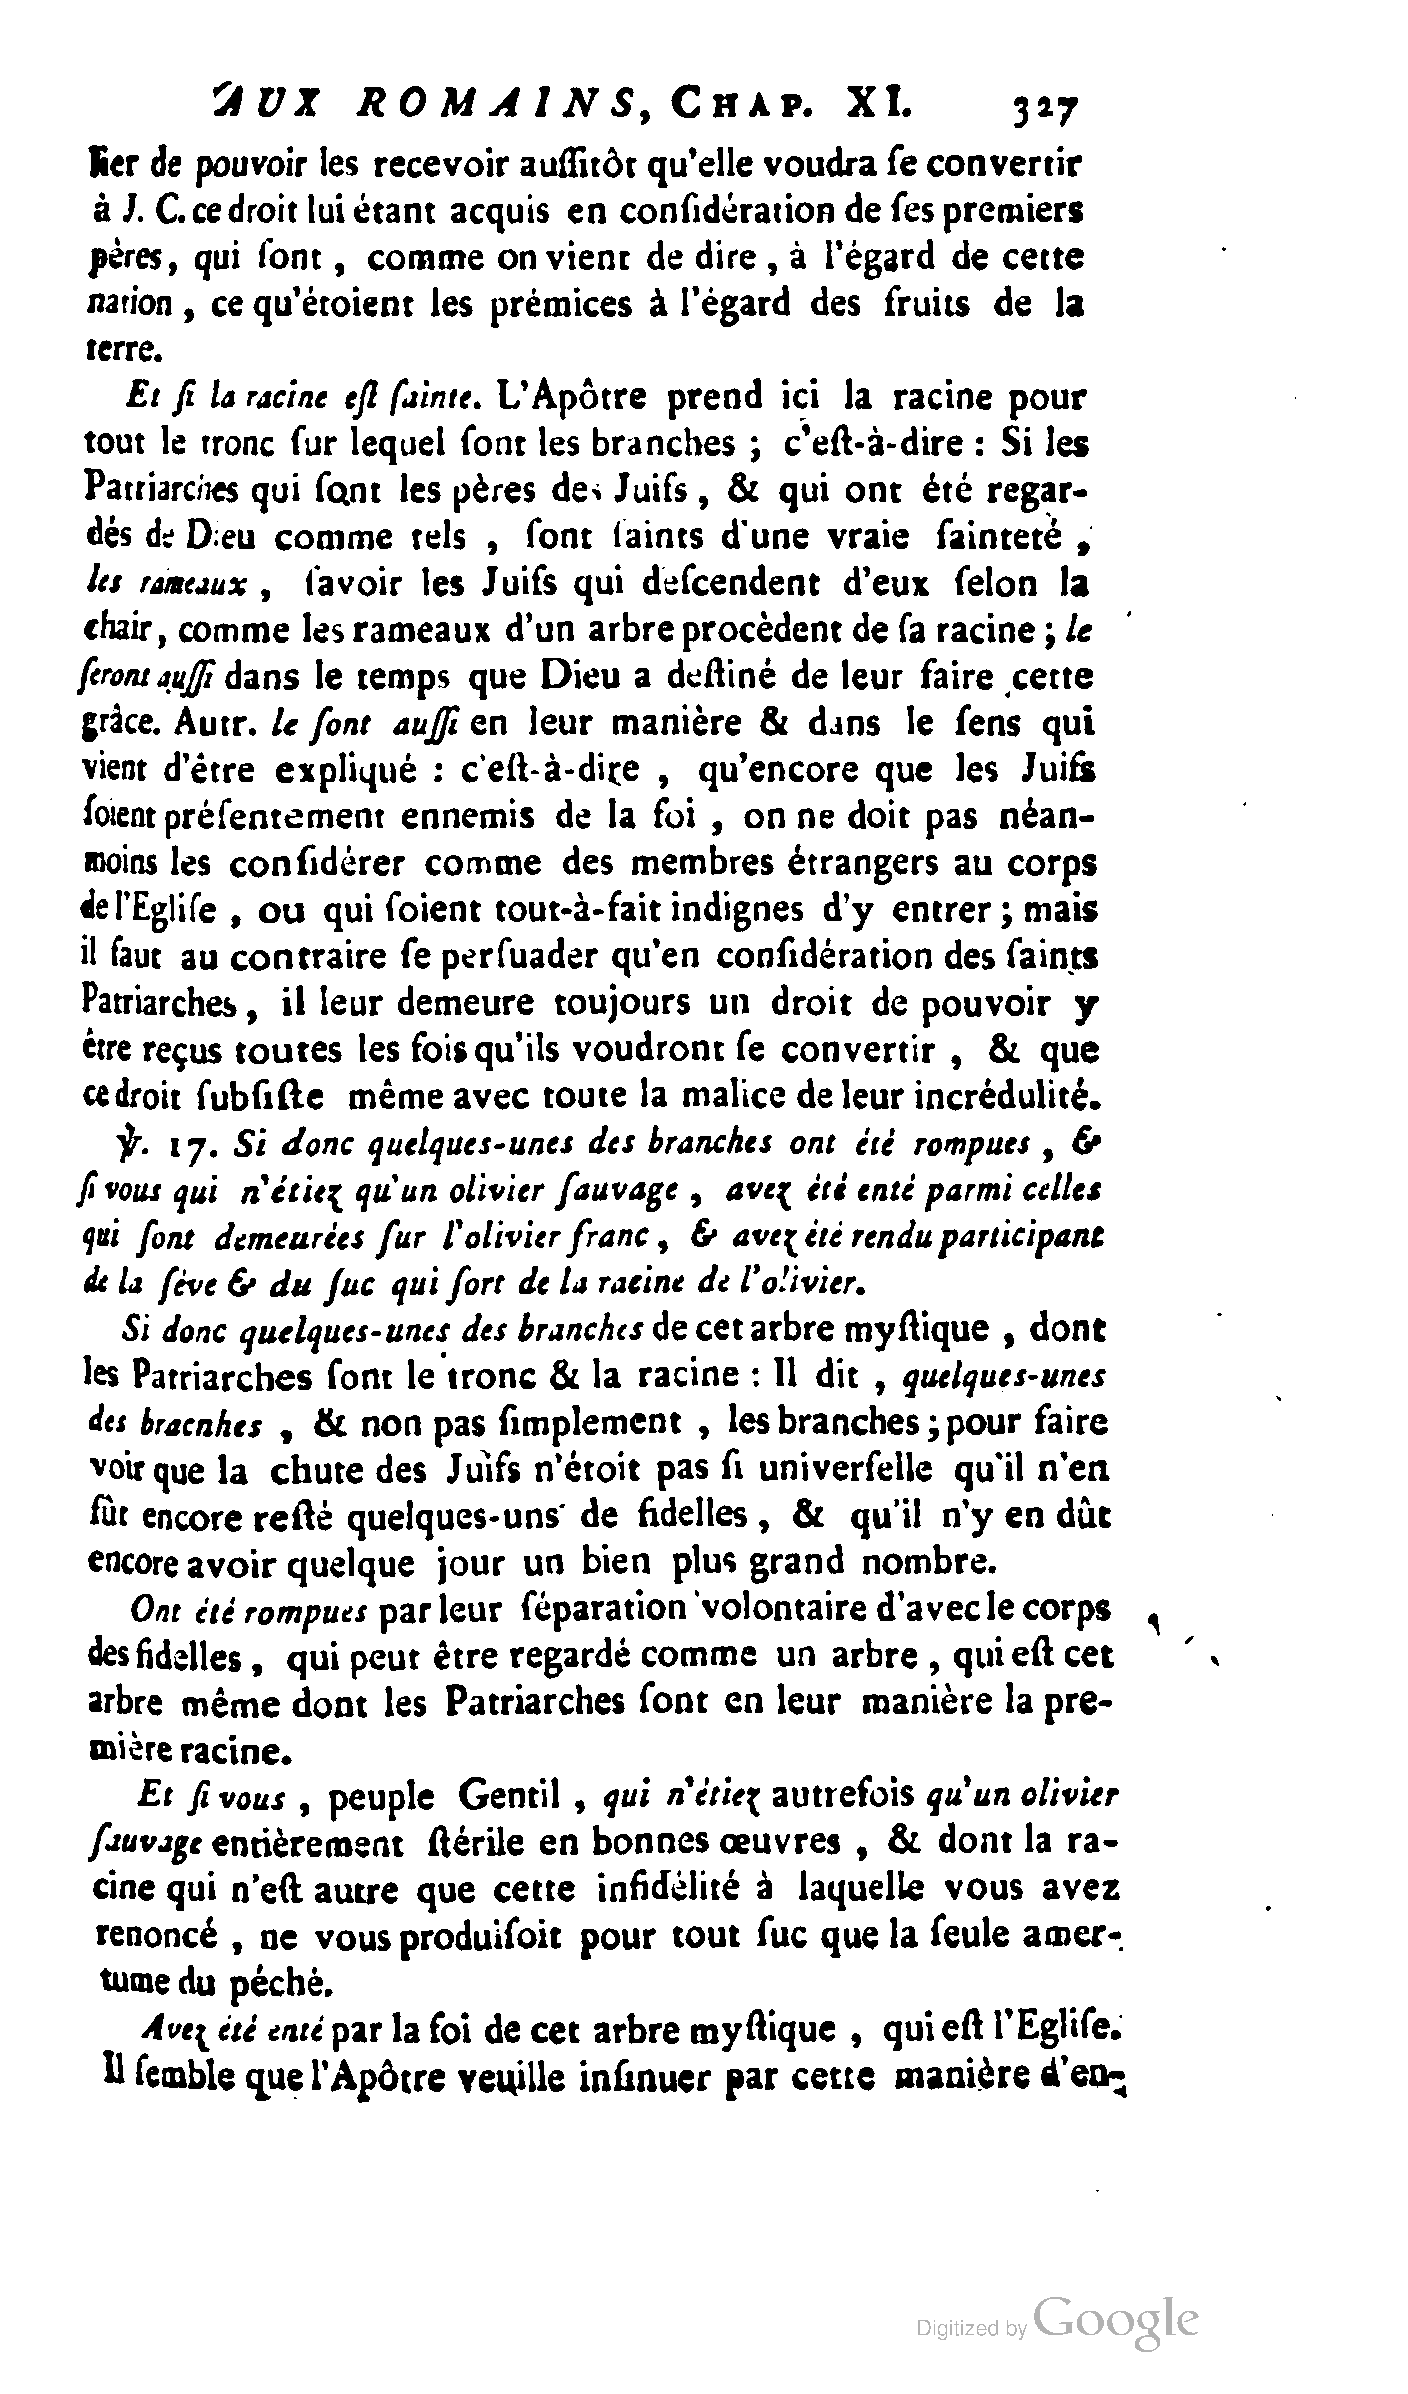 AUX ROMAINS, CHAP. XI. 327
lier de pouvoir les recevoir auſſitôt qu'elle voudra ſe convertir
à J. C. ce droit lui étant acquis en conſidération de ſes premiers
pères, qui ſont , comme on vient de dire , à l'égard de cette
nation , ce qu'étoient les prémices à l'égard des fruits de la
terre.
Et ſi la racine eſt ſainte. L'Apôtre prend ici la racine pour
tout le tronc ſur lequel ſont les branches ; c'eſt-à-dire : Si les
Patriarches qui ſont les pères des Juifs , & qui ont été regar-
dés de Dieu comme tels , ſont ſaints d'une vraie ſainteté ,
les rameaux , ſavoir les Juifs qui deſcendent d'eux ſelon la
chair, comme les rameaux d'un arbre procèdent de ſa racine ; le
ſeront auſſi dans le temps que Dieu a deſtiné de leur faire cette
grâce. Autr. le ſont auſſi en leur manière & dans le ſens qui
vient d'être expliqué : c'eſt-à-dire , qu'encore que les Juifs
ſoient préſentement ennemis de la foi , on ne doit pas néan-
moins les conſidérer comme des membres étrangers au corps
de l'Egliſe , ou qui ſoient tout-à-fait indignes d'y entrer ; mais
il faut au contraire ſe perſuader qu'en conſidération des ſaints
Patriarches, il leur demeure toujours un droit de pouvoir y
être reçus toutes les fois qu'ils voudront ſe convertir , & que
ce droit ſubſiſte même avec toute la malice de leur incrédulité.
℣. 17. Si donc quelques-unes des branches ont été rompues , &
ſi vous qui n'étiez qu'un olivier ſauvage , avez été enté parmi celles
qui ſont demeurées ſur l'olivier franc , & avez été rendu participant
de la ſève & du ſuc qui ſort de la racine de l'olivier.
Si donc quelques-unes des branches de cet arbre myſtique , dont
les Patriarches ſont le tronc & la racine : Il dit , quelques-unes
des bracnhes , & non pas ſimplement , les branches ; pour faire
voir que la chute des Juifs n'étoit pas ſi univerſelle qu'il n'en
fût encore reſté quelques-uns de fidelles , & qu'il n'y en dût
encore avoir quelque jour un bien plus grand nombre.
Ont été rompues par leur ſéparation volontaire d'avec le corps
des fidelles , qui peut être regardé comme un arbre , qui eſt cet
arbre même dont les Patriarches ſont en leur manière la pre-
mière racine.
Et ſi vous , peuple Gentil , qui n'étiez autrefois qu'un olivier
ſauvage entièrement ſtérile en bonnes œuvres , & dont la ra-
cine qui n'eſt autre que cette infidélité à laquelle vous avez
renoncé , ne vous produiſoit pour tout ſuc que la ſeule amer-
tume du péché.
Avez été enté par la foi de cet arbre myſtique , qui eſt l'Egliſe.
Il ſemble que l'Apôtre veuille inſinuer par cette manière d'en-
Digitized by Google